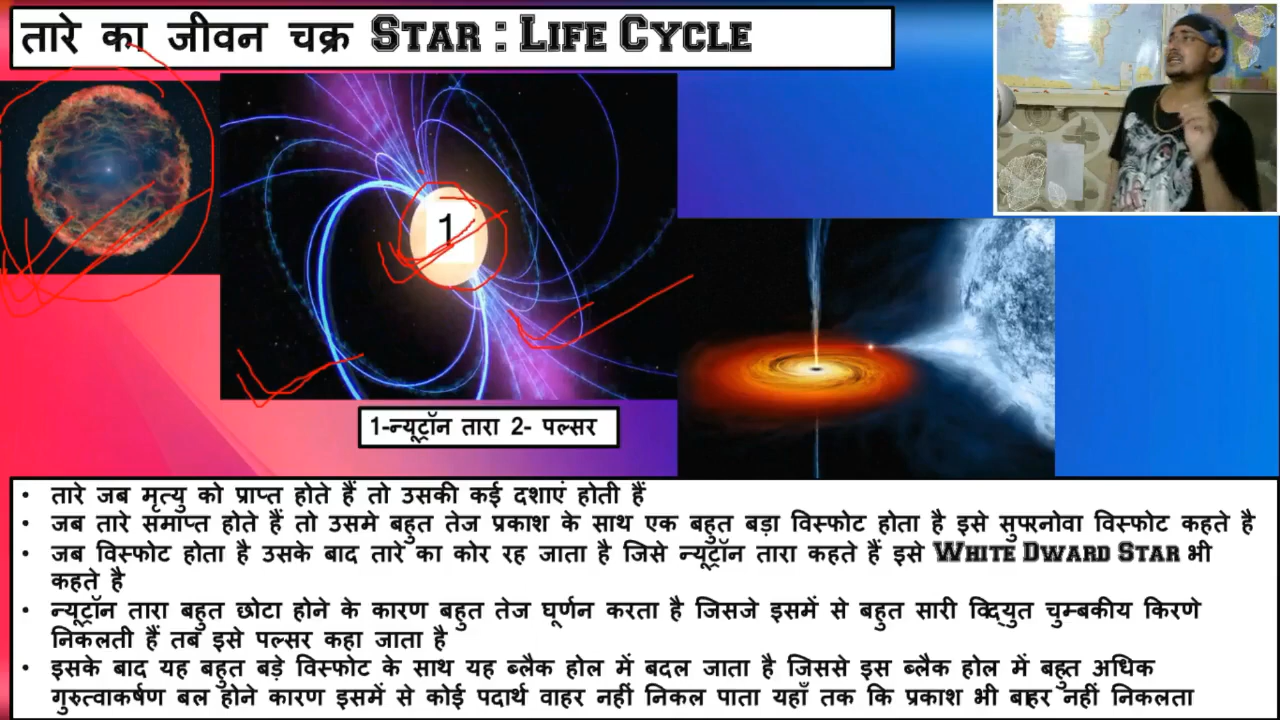 तारे का जीवन चक्र STAR : LIFE CYCLE
1
1-न्यूट्रॉन तारा 2- पल्सर
• तारे जब मृत्यु को प्राप्त होते हैं तो उसकी कई दशाएं होती हैं
• जब तारे समाप्त होते हैं तो उसमे बहुत तेज प्रकाश के साथ एक बहुत बड़ा विस्फोट होता है इसे सुपरनोवा विस्फोट कहते है
• जब विस्फोट होता है उसके बाद तारे का कोर रह जाता है जिसे न्यूट्रॉन तारा कहते हैं इसे WHITE DWARD STAR भी
कहते है
• न्यूट्रॉन तारा बहुत छोटा होने के कारण बहुत तेज घूर्णन करता है जिसजे इसमें से बहुत सारी विद्युत चुम्बकीय किरणे
निकलती हैं तब इसे पल्सर कहा जाता है
• इसके बाद यह बहुत बड़े विस्फोट के साथ यह ब्लैक होल में बदल जाता है जिससे इस ब्लैक होल में बहुत अधिक
गुरुत्वाकर्षण बल होने कारण इसमें से कोई पदार्थ वाहर नहीं निकल पाता यहाँ तक कि प्रकाश भी बाहर नहीं निकलता